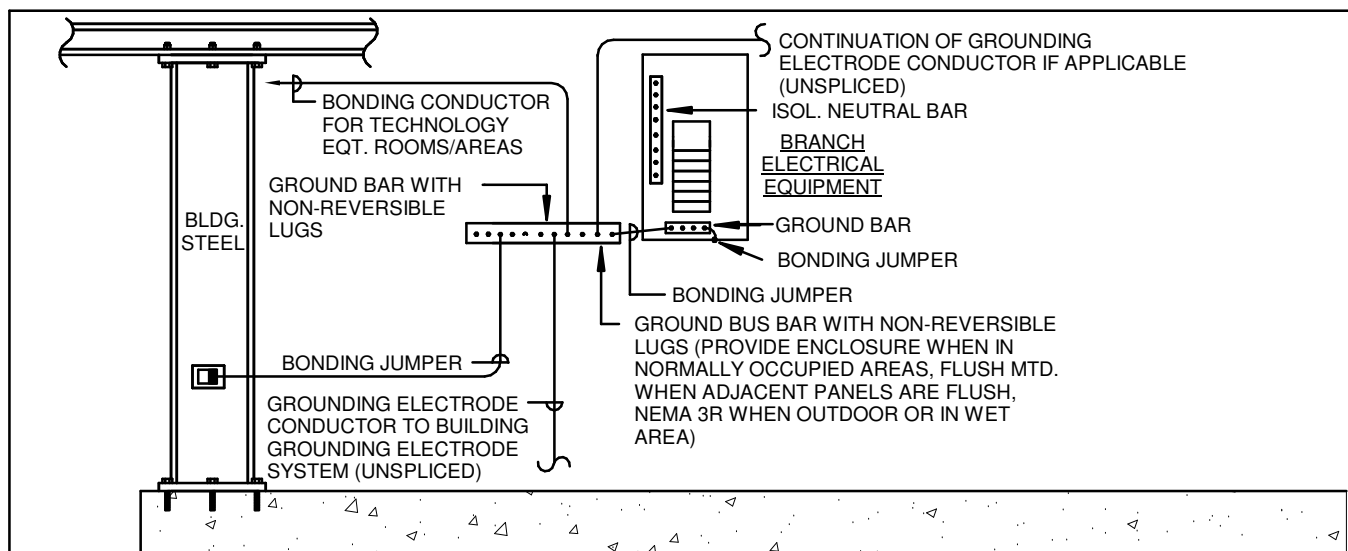 CONTINUATION OF GROUNDING
ELECTRODE CONDUCTOR IF APPLICABLE
(UNSPLICED)
ISOL. NEUTRAL BAR
BRANCH
ELECTRICAL
EQUIPMENT
GROUND BAR
BONDING JUMPER
BONDING CONDUCTOR
FOR TECHNOLOGY
EQT. ROOMS/AREAS
GROUND BAR WITH
NON-REVERSIBLE
LUGS
BLDG.
STEEL
BONDING JUMPER
GROUND BUS BAR WITH NON-REVERSIBLE
LUGS (PROVIDE ENCLOSURE WHEN IN
NORMALLY OCCUPIED AREAS, FLUSH MTD.
WHEN ADJACENT PANELS ARE FLUSH,
NEMA 3R WHEN OUTDOOR OR IN WET
AREA)
BONDING JUMPER
GROUNDING ELECTRODE
CONDUCTOR TO BUILDING
GROUNDING ELECTRODE
SYSTEM (UNSPLICED)